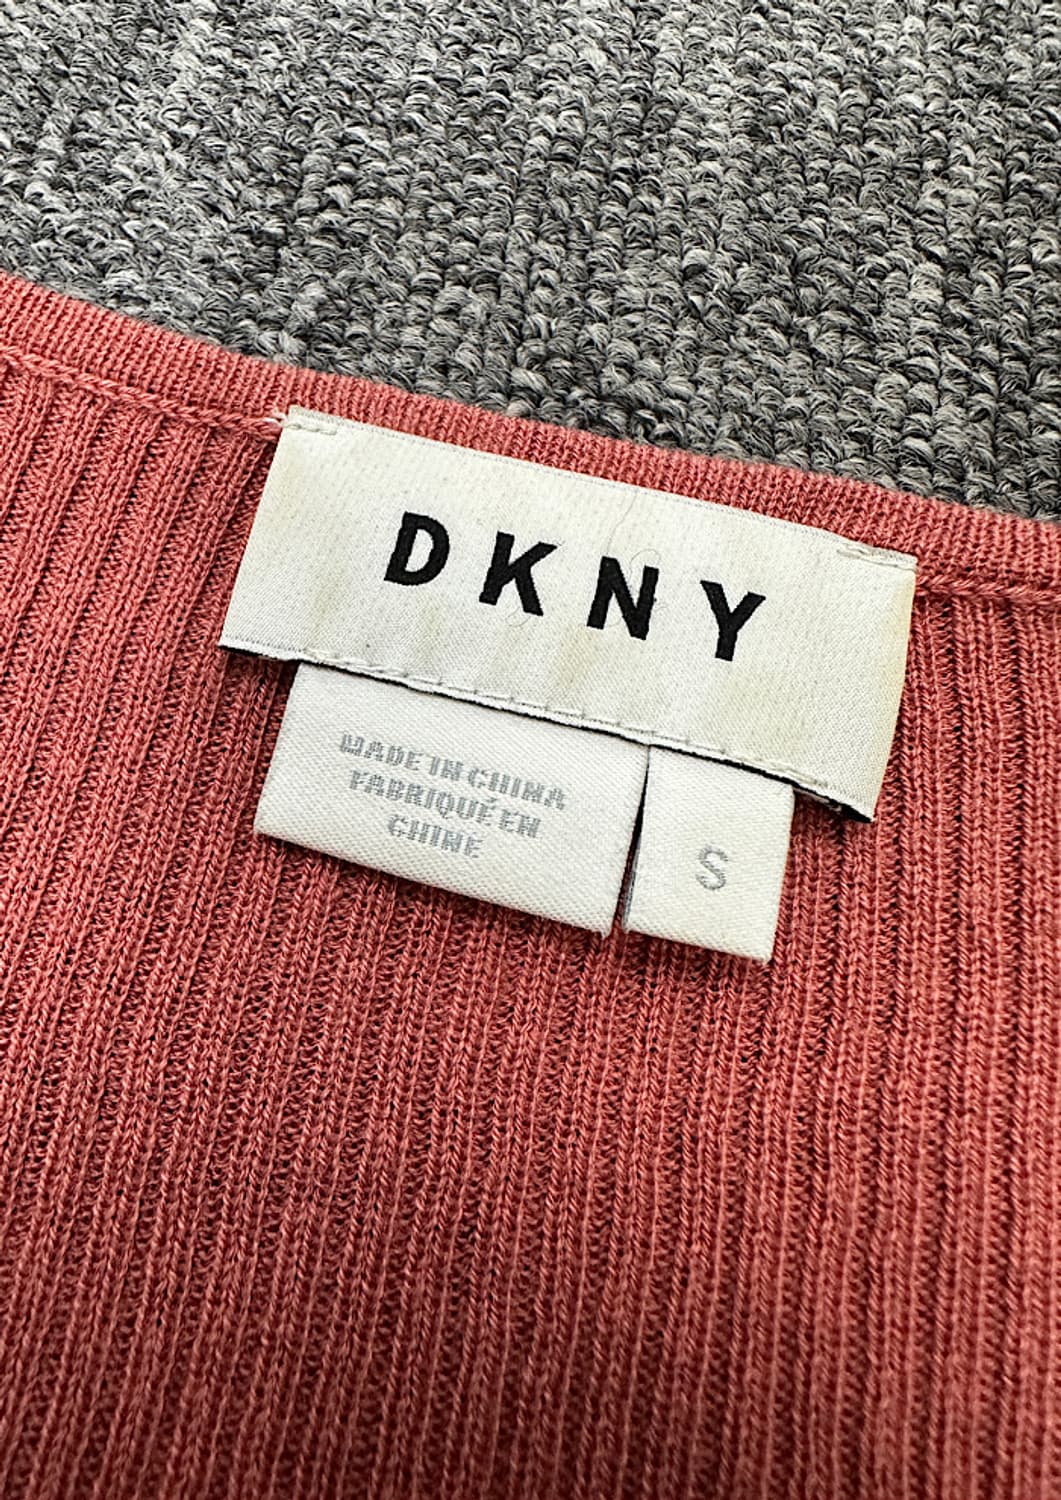 DKNY
MADE IN CHINA
FABRIQUÉ EN
CHINE
S